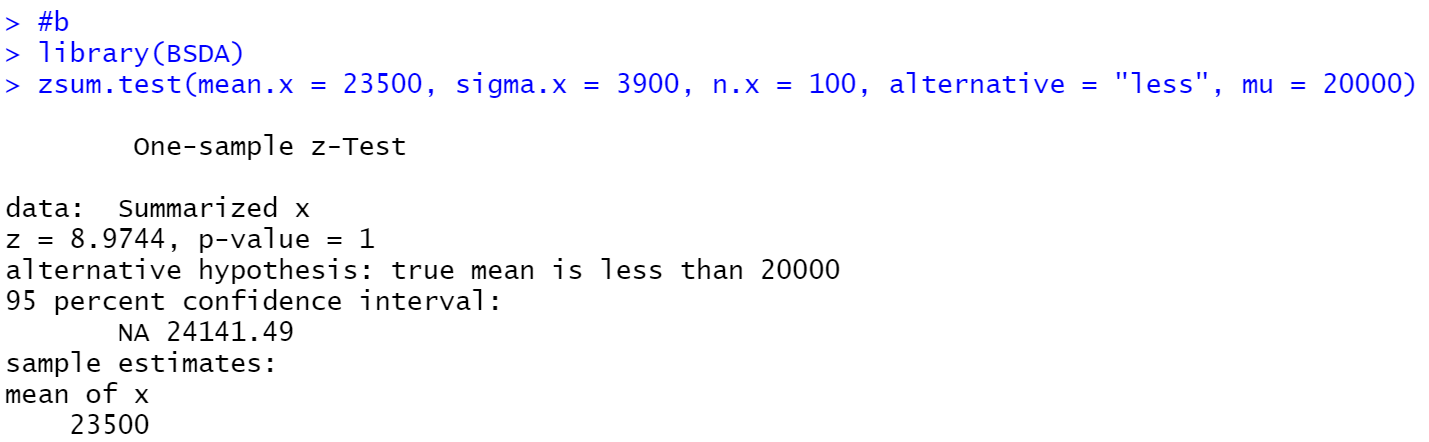 > #b
> library(BSDA)
> zsum.test(mean.x = 23500, sigma.x = 3900, n.x = 100, alternative = "less", mu = 20000)
One-sample z-Test
data:  Summarized x
z = 8.9744, p-value = 1
alternative hypothesis: true mean is less than 20000
95 percent confidence interval:
NA 24141.49
sample estimates:
mean of x
23500